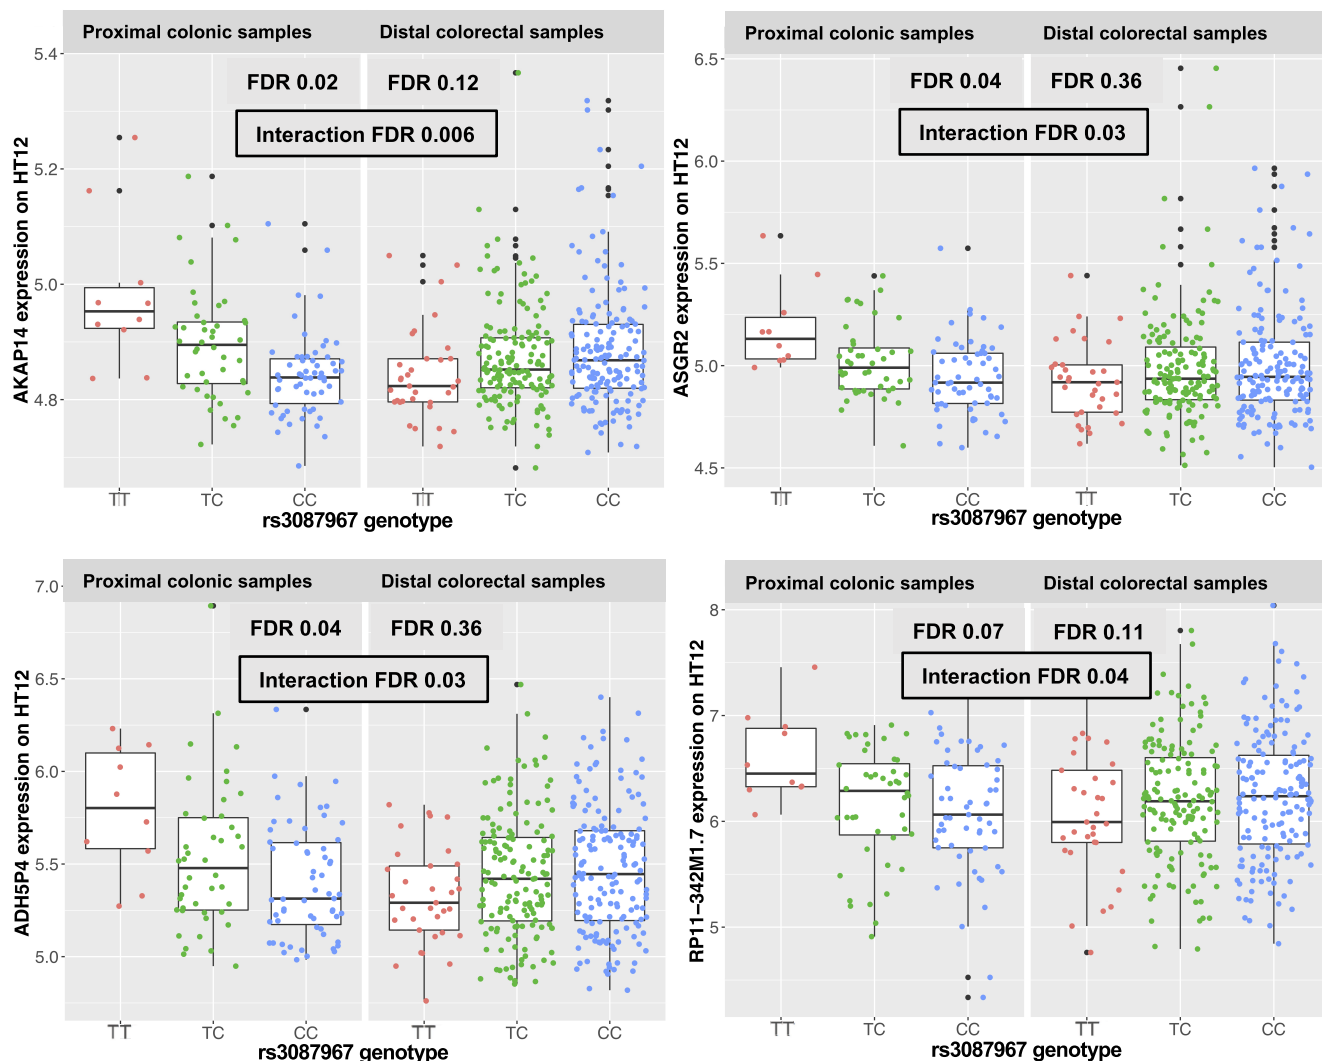 Proximal colonic samples
Distal colorectal samples
5.4
5.2
5.0
4.8
AKAP14 expression on HT12
FDR 0.02
FDR 0.12
Interaction FDR 0.006
TT
TC
CC
TT
TC
CC
rs3087967 genotype
Proximal colonic samples
Distal colorectal samples
6.5
6.0
5.5
5.0
4.5
ASGR2 expression on HT12
FDR 0.04
FDR 0.36
Interaction FDR 0.03
TT
TC
CC
TT
TC
CC
rs3087967 genotype
Proximal colonic samples
Distal colorectal samples
7.0
6.5
6.0
5.5
5.0
ADH5P4 expression on HT12
FDR 0.04
FDR 0.36
Interaction FDR 0.03
TT
TC
CC
TT
TC
CC
rs3087967 genotype
Proximal colonic samples
Distal colorectal samples
8
7
6
5
RP11–342M1.7 expression on HT12
FDR 0.07
FDR 0.11
Interaction FDR 0.04
TT
TC
CC
TT
TC
CC
rs3087967 genotype